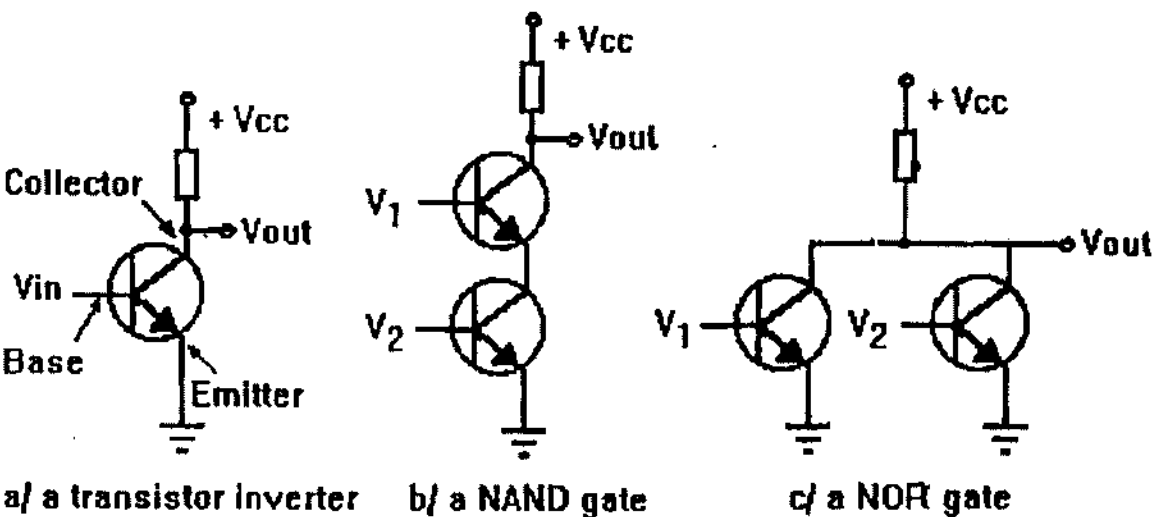 + Vcc
Collector
Vout
Vin
Base
Emitter
a/ a transistor inverter
+ Vcc
Vout
V1
V2
b/ a NAND gate
+ Vcc
Vout
V1
V2
c/ a NOR gate